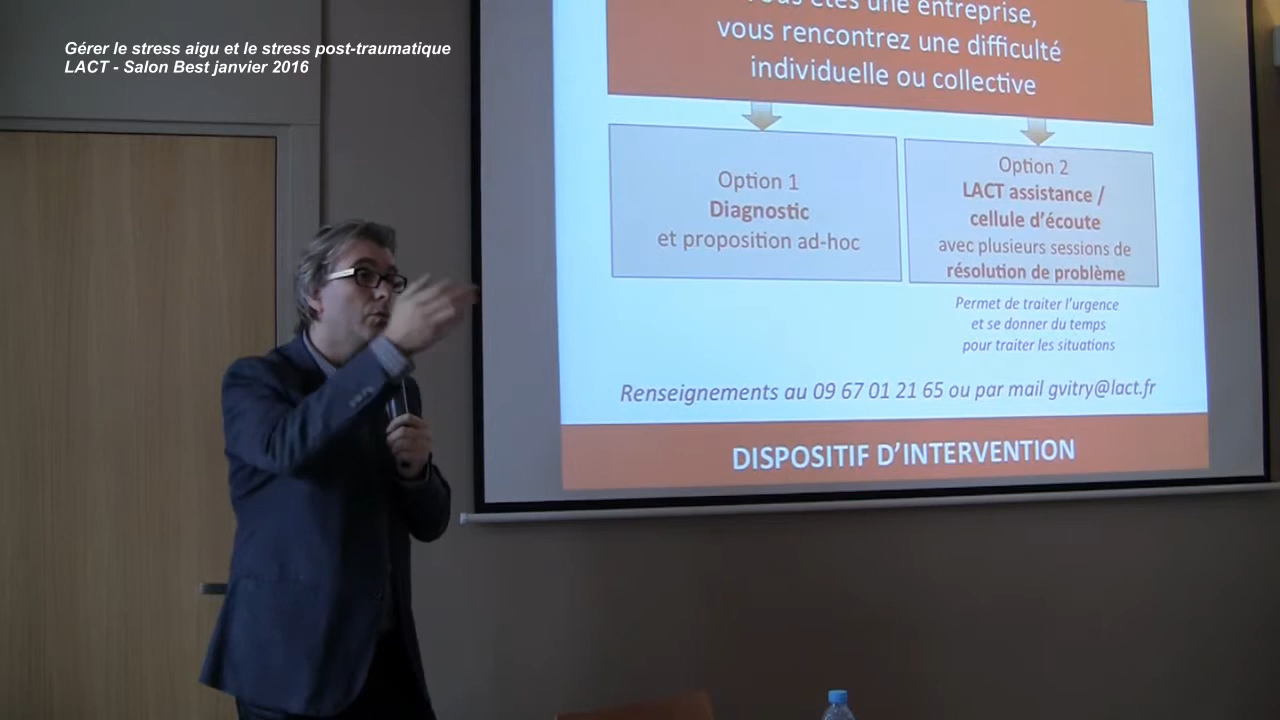 Gérer le stress aigu et le stress post-traumatique
LACT - Salon Best janvier 2016
êtes une entreprise,
vous rencontrez une difficulté
individuelle ou collective
Option 1
Diagnostic
et proposition ad-hoc
Option 2
LACT assistance /
cellule d'écoute
avec plusieurs sessions de
résolution de problème
Permet de traiter l'urgence
et se donner du temps
pour traiter les situations
Renseignements au 09 67 01 21 65 ou par mail gvitry@lact.fr
DISPOSITIF D'INTERVENTION